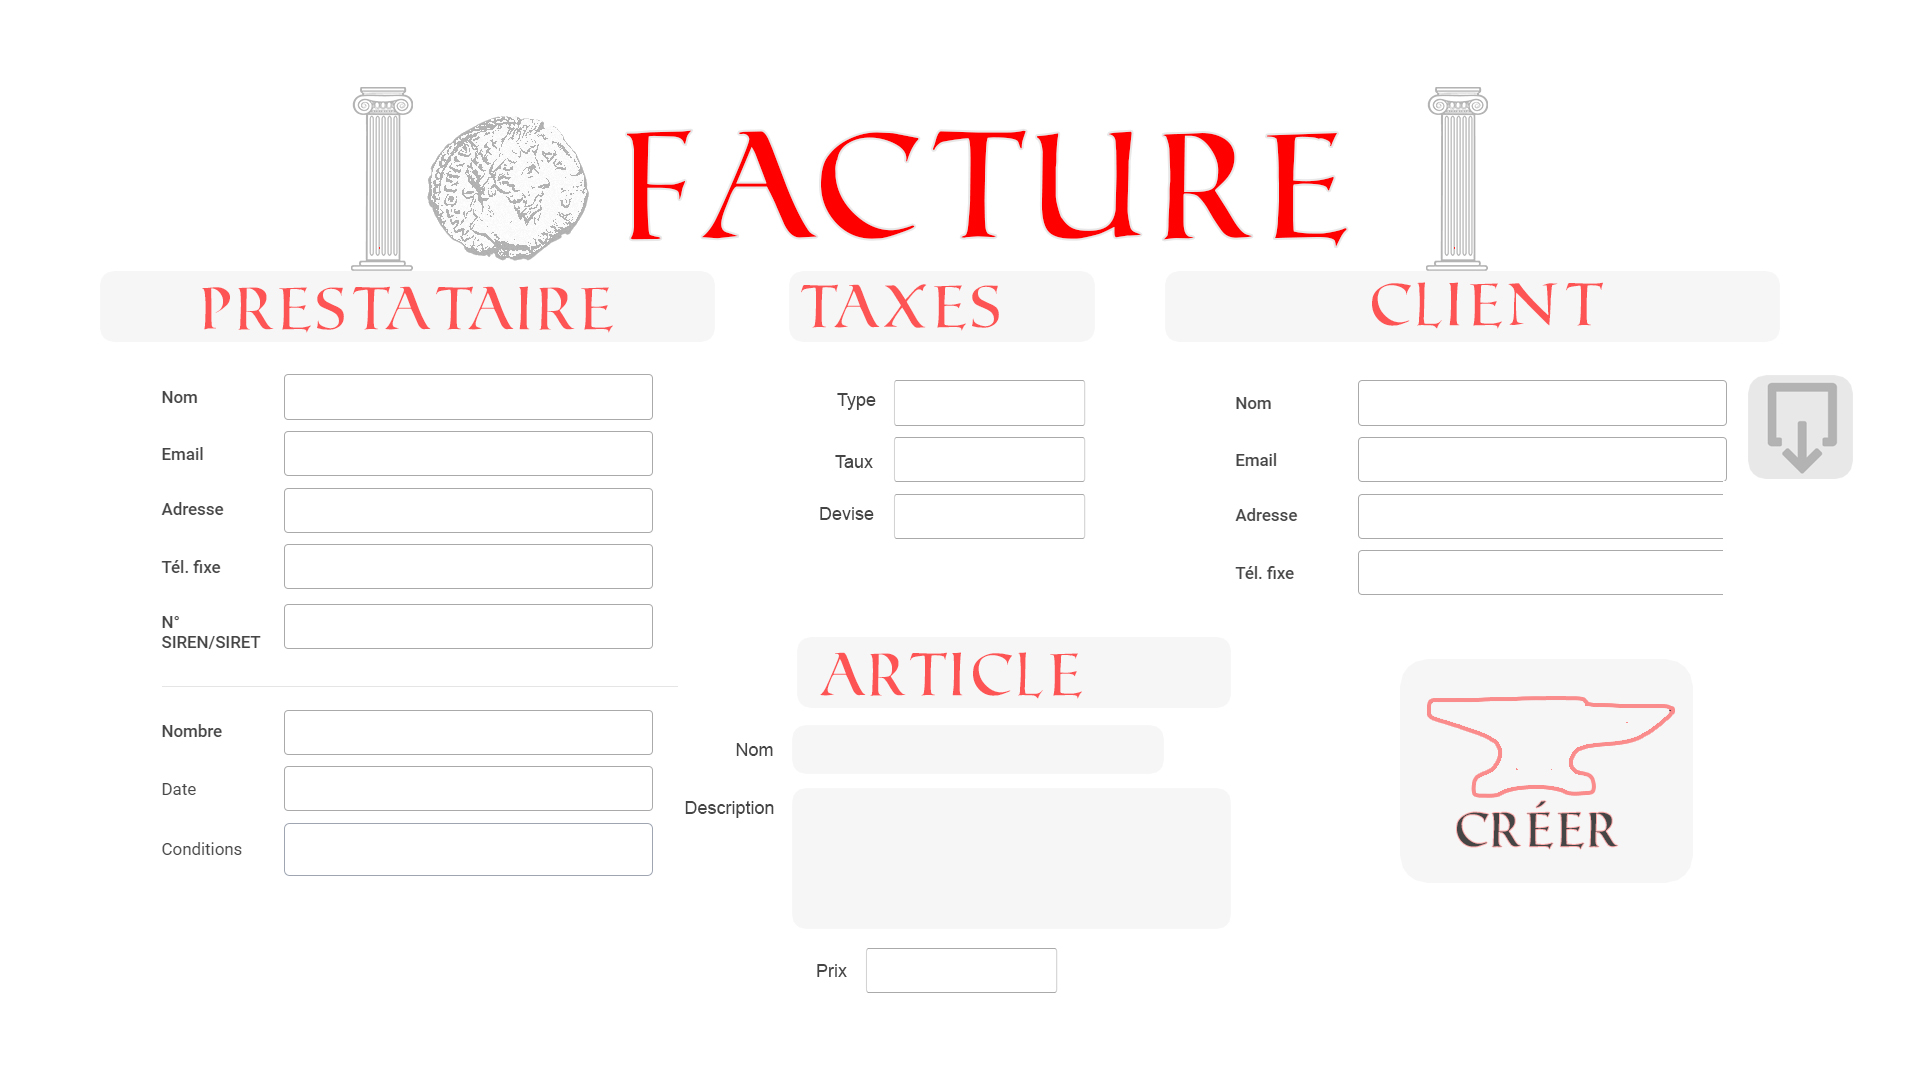 FACTURE
PRESTATAIRE
Nom
Email
Adresse
Tél. fixe
N°
SIREN/SIRET
Nombre
Date
Conditions
TAXES
Type
Taux
Devise
ARTICLE
Nom
Description
Prix
CLIENT
Nom
Email
Adresse
Tél. fixe
CRÉER